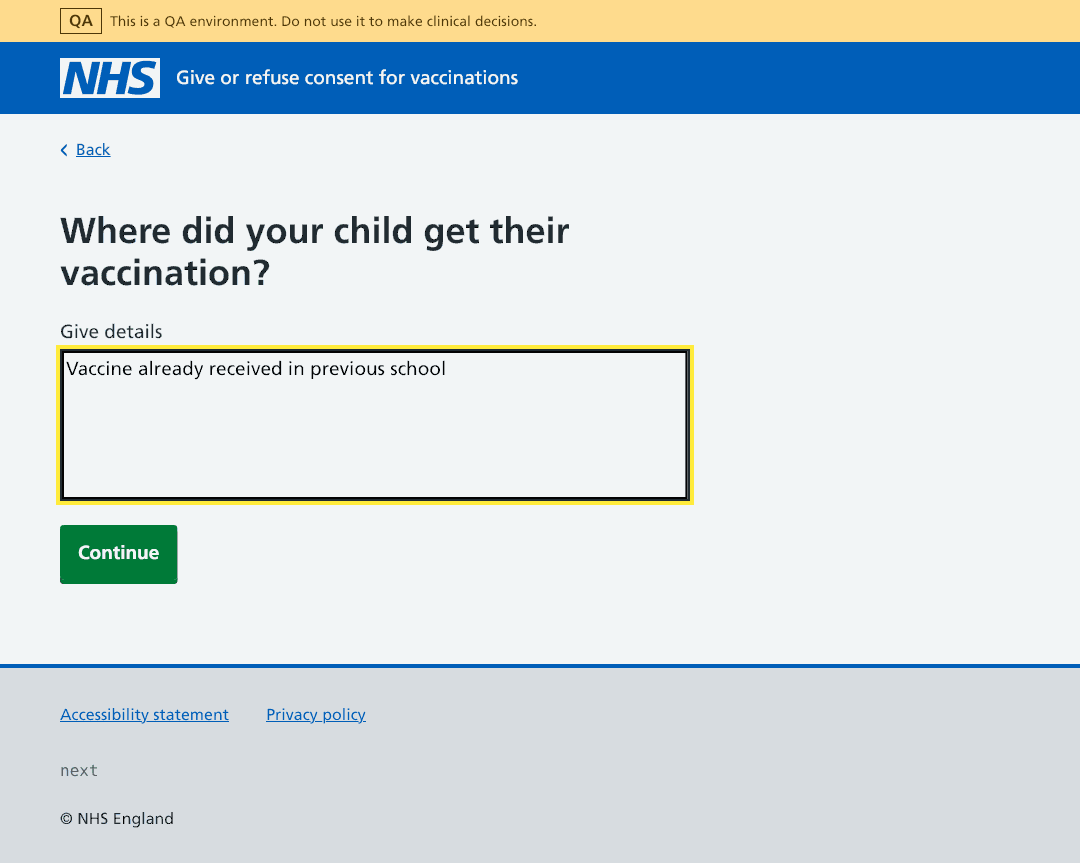 QA This is a QA environment. Do not use it to make clinical decisions.
NHS Give or refuse consent for vaccinations
Back
Where did your child get their
vaccination?
Give details
Vaccine already received in previous school
Continue
Accessibility statement Privacy policy
next
© NHS England